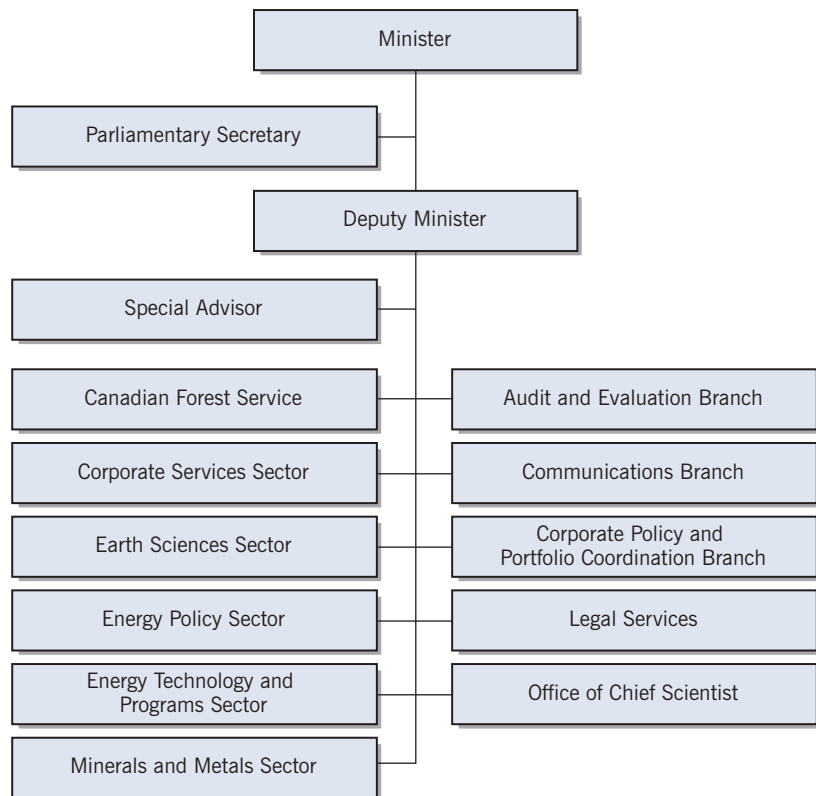 Minister
Parliamentary Secretary
Deputy Minister
Special Advisor
Canadian Forest Service
Audit and Evaluation Branch
Corporate Services Sector
Communications Branch
Earth Sciences Sector
Corporate Policy and
Portfolio Coordination Branch
Energy Policy Sector
Legal Services
Energy Technology and
Programs Sector
Office of Chief Scientist
Minerals and Metals Sector